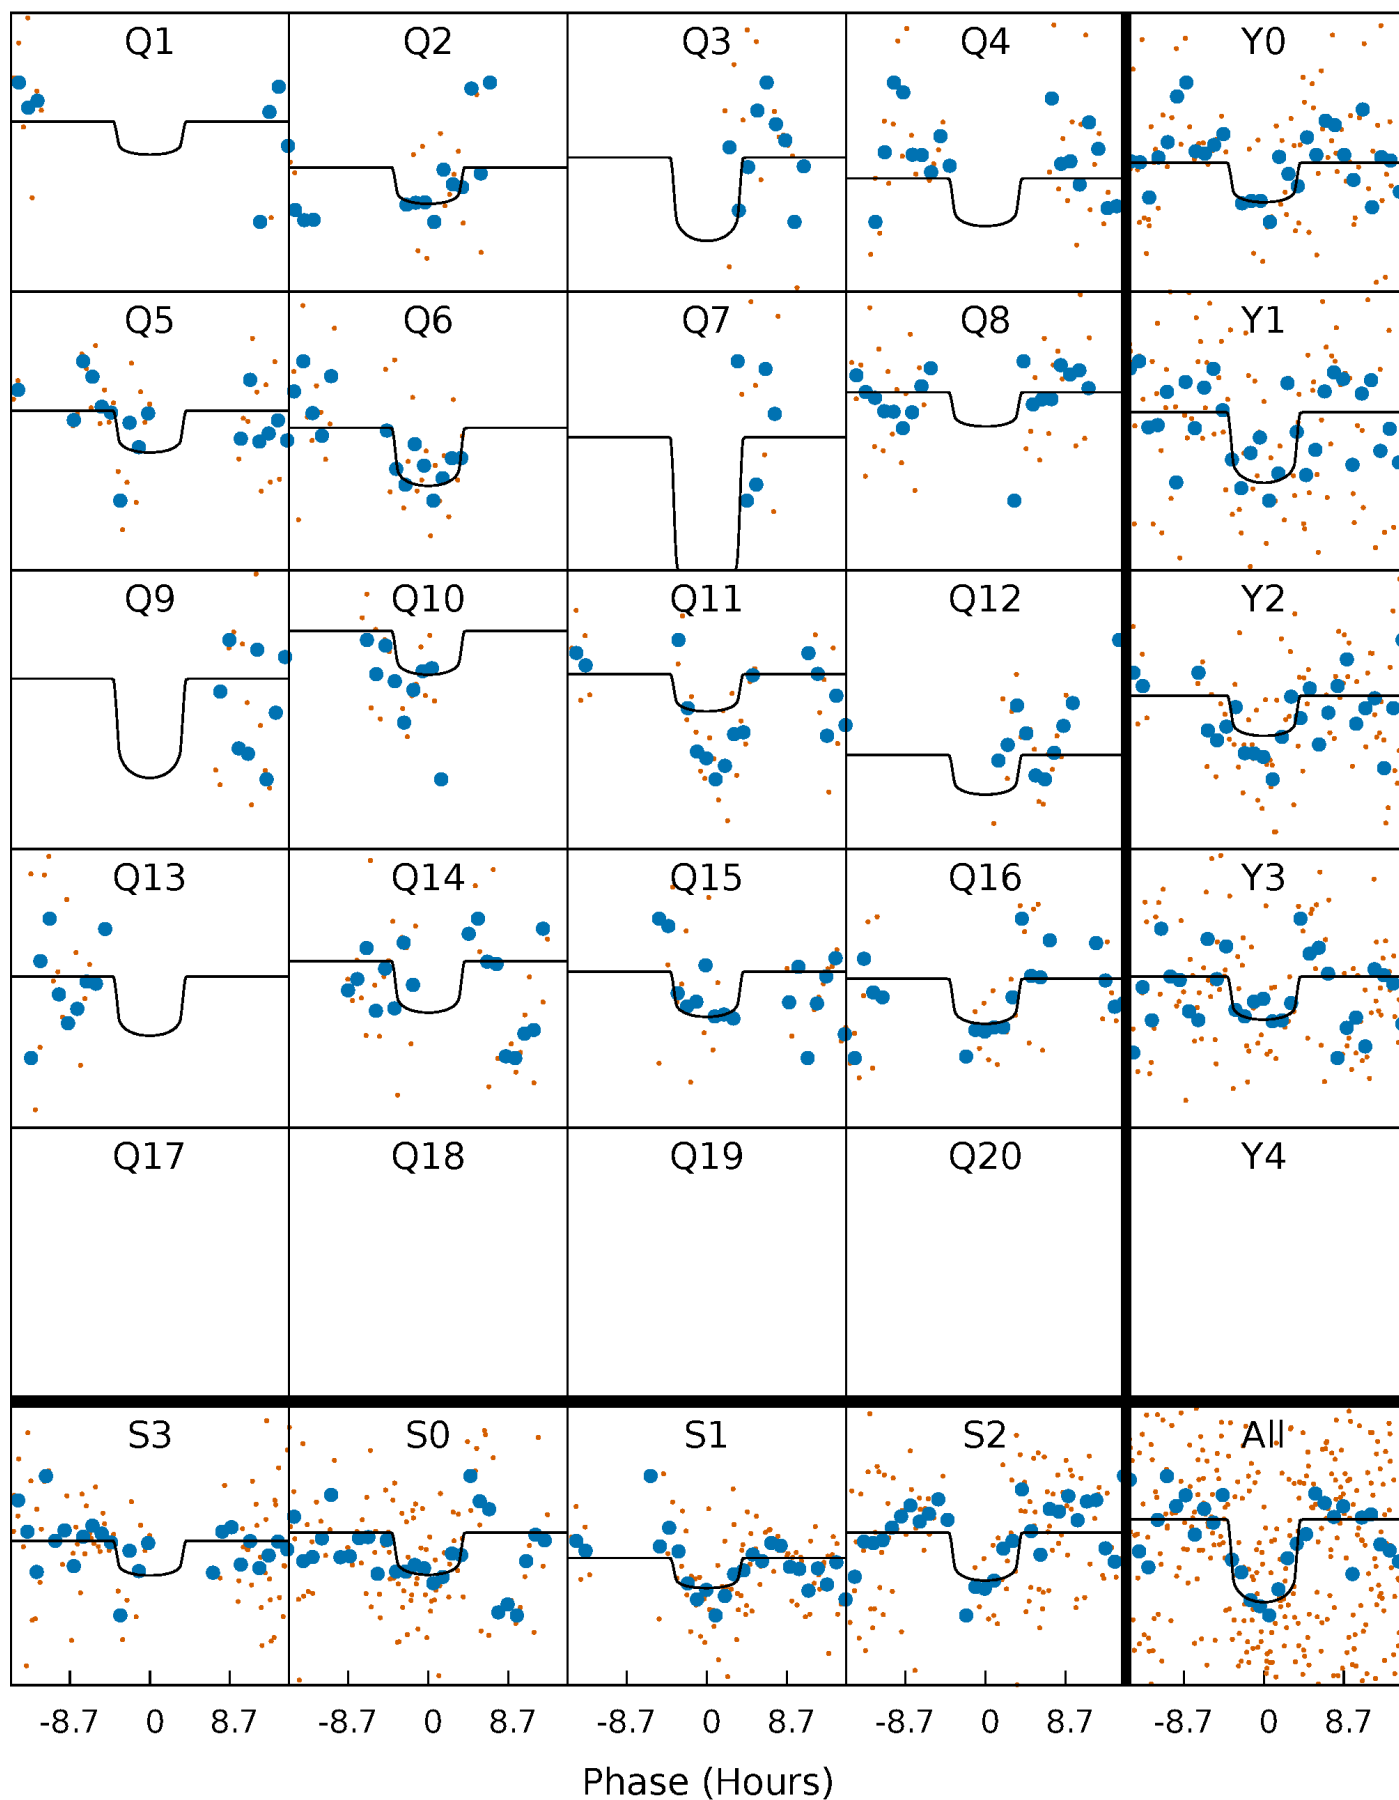 Q1 Q2 Q3 Q4 Y0
Q5 Q6 Q7 Q8 Y1
Q9 Q10 Q11 Q12 Y2
Q13 Q14 Q15 Q16 Y3
Q17 Q18 Q19 Q20 Y4
S3 S0 S1 S2 All
-8.7 0 8.7 -8.7 0 8.7 -8.7 0 8.7 -8.7 0 8.7 -8.7 0 8.7
Phase (Hours)